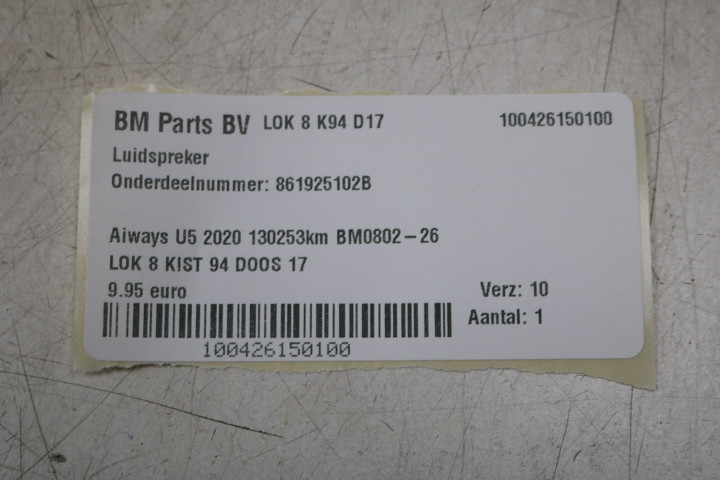 BM Parts BV LOK 8 K94 D17 100426150100
Luidspreker
Onderdeelnummer: 861925102B
Aiways U5 2020 130253km BM0802-26
LOK 8 KIST 94 DOOS 17
9.95 euro Verz: 10
Aantal: 1
100426150100